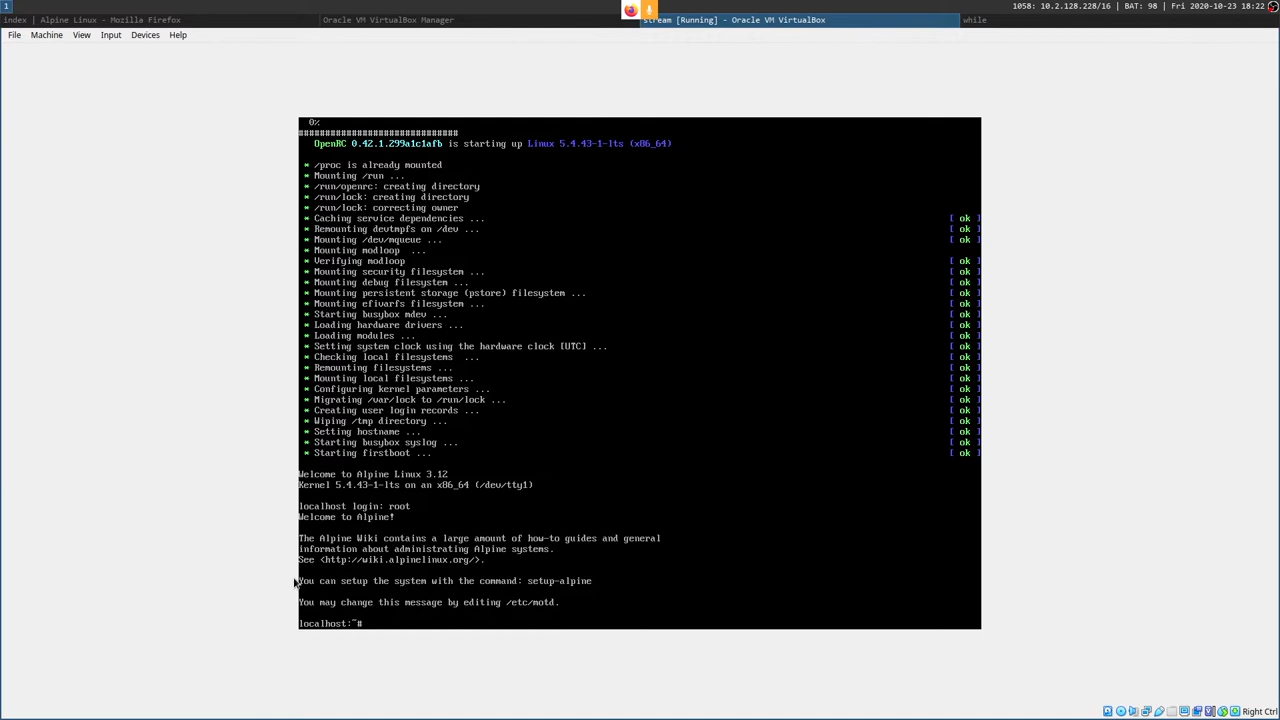 1
1058: 10.0.0.228/16 | BAT: 98 | Fri 2020-10-23 19 22
index | Alpine Linux - Mozilla Firefox
Oracle VM VirtualBox Manager
stream [Running] - Oracle VM VirtualBox
while
File Machine View Input Devices Help
0%
##############################
OpenRC 0.42.1.299a1c1afb is starting up Linux 5.4.43-1-lts (x86_64)
* /proc is already mounted
* Mounting /run ...
* /run/openrc: creating directory
* /run/lock: creating directory
* /run/lock: correcting owner
* Caching service dependencies ... [ ok ]
* Remounting devtmpfs on /dev ... [ ok ]
* Mounting /dev/mqueue ... [ ok ]
* Mounting modloop  ...
* Verifying modloop [ ok ]
* Mounting security filesystem ... [ ok ]
* Mounting debug filesystem ... [ ok ]
* Mounting persistent storage (pstore) filesystem ... [ ok ]
* Mounting efivarfs filesystem ... [ ok ]
* Starting busybox mdev ... [ ok ]
* Loading hardware drivers ... [ ok ]
* Loading modules ... [ ok ]
* Setting system clock using the hardware clock [UTC] ... [ ok ]
* Checking local filesystems  ... [ ok ]
* Remounting filesystems ... [ ok ]
* Mounting local filesystems ... [ ok ]
* Configuring kernel parameters ... [ ok ]
* Migrating /var/lock to /run/lock ... [ ok ]
* Creating user login records ... [ ok ]
* Wiping /tmp directory ... [ ok ]
* Setting hostname ... [ ok ]
* Starting busybox syslog ... [ ok ]
* Starting firstboot ... [ ok ]
Welcome to Alpine Linux 3.12
Kernel 5.4.43-1-lts on an x86_64 (/dev/tty1)
localhost login: root
Welcome to Alpine!
The Alpine Wiki contains a large amount of how-to guides and general
information about administrating Alpine systems.
See <http://wiki.alpinelinux.org/>.
You can setup the system with the command: setup-alpine
You may change this message by editing /etc/motd.
localhost:~#
Right Ctrl